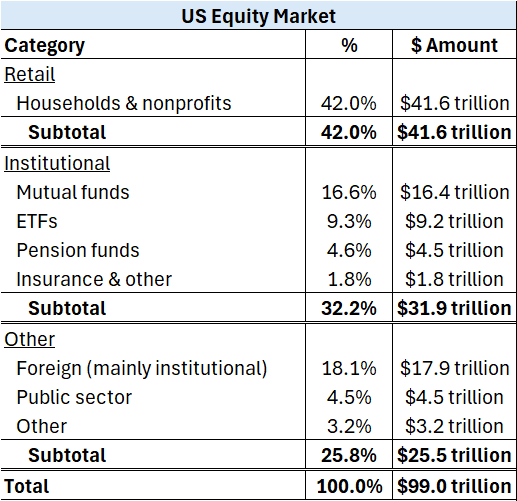 US Equity Market
Category % $ Amount
Retail
Households & nonprofits 42.0% $41.6 trillion
Subtotal 42.0% $41.6 trillion
Institutional
Mutual funds 16.6% $16.4 trillion
ETFs 9.3% $9.2 trillion
Pension funds 4.6% $4.5 trillion
Insurance & other 1.8% $1.8 trillion
Subtotal 32.2% $31.9 trillion
Other
Foreign (mainly institutional) 18.1% $17.9 trillion
Public sector 4.5% $4.5 trillion
Other 3.2% $3.2 trillion
Subtotal 25.8% $25.5 trillion
Total 100.0% $99.0 trillion